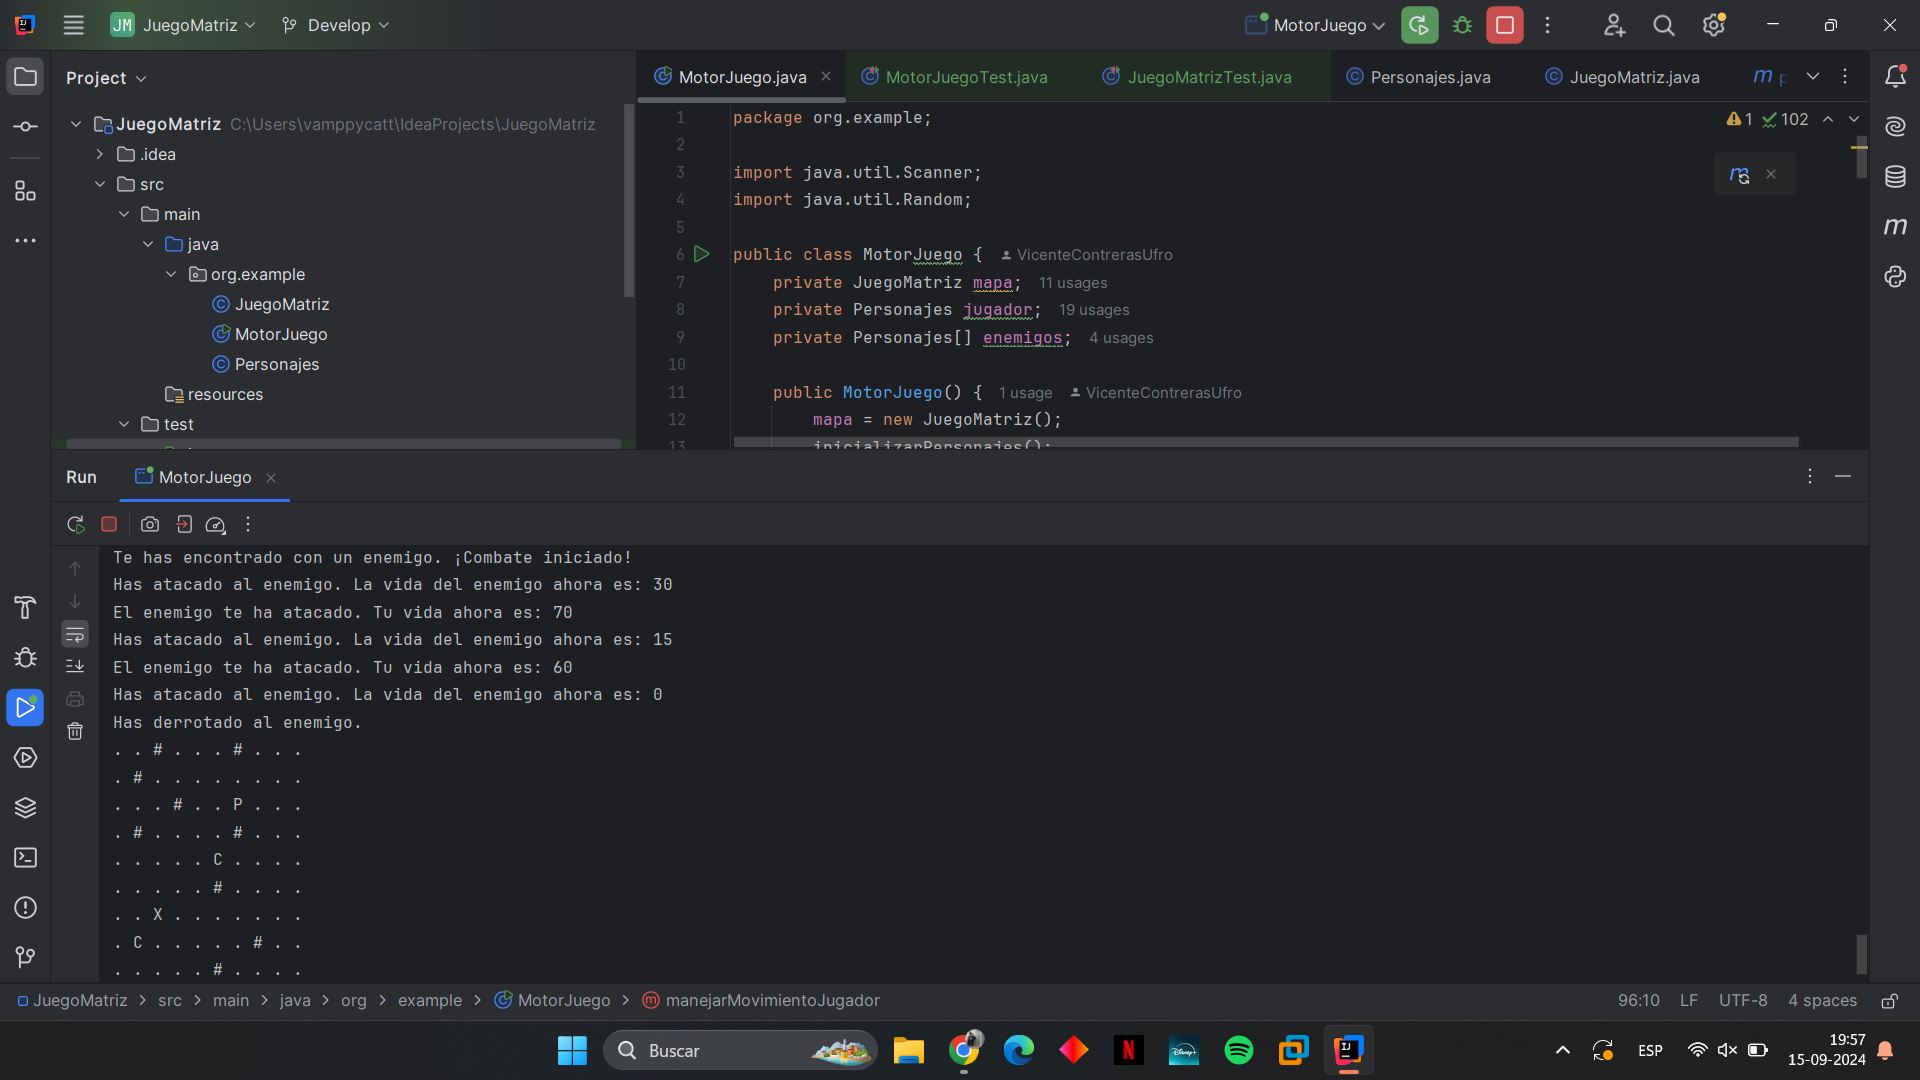 JM JuegoMatriz Develop MotorJuego
Project
JuegoMatriz C:\Users\vamppycatt\IdeaProjects\JuegoMatriz
.idea
src
main
java
org.example
JuegoMatriz
MotorJuego
Personajes
resources
test
MotorJuego.java MotorJuegoTest.java JuegoMatrizTest.java Personajes.java JuegoMatriz.java m
1 package org.example; 1 102
2
3 import java.util.Scanner;
4 import java.util.Random;
5
6 public class MotorJuego { VicenteContrerasUfro
7 private JuegoMatriz mapa; 11 usages
8 private Personajes jugador; 19 usages
9 private Personajes[] enemigos; 4 usages
10
11 public MotorJuego() { 1 usage VicenteContrerasUfro
12 mapa = new JuegoMatriz();
13 inicializarPersonajes();
Run MotorJuego
Te has encontrado con un enemigo. ¡Combate iniciado!
Has atacado al enemigo. La vida del enemigo ahora es: 30
El enemigo te ha atacado. Tu vida ahora es: 70
Has atacado al enemigo. La vida del enemigo ahora es: 15
El enemigo te ha atacado. Tu vida ahora es: 60
Has atacado al enemigo. La vida del enemigo ahora es: 0
Has derrotado al enemigo.
. . # . . . # . . .
. # . . . . . . . .
. . . # . . P . . .
. # . . . . # . . .
. . . . . C . . . .
. . . . . # . . . .
. . X . . . . . . .
. C . . . . . # . .
. . . . . # . . . .
JuegoMatriz > src > main > java > org > example > MotorJuego > manejarMovimientoJugador 96:10 LF UTF-8 4 spaces
Buscar
ESP
19:57
15-09-2024